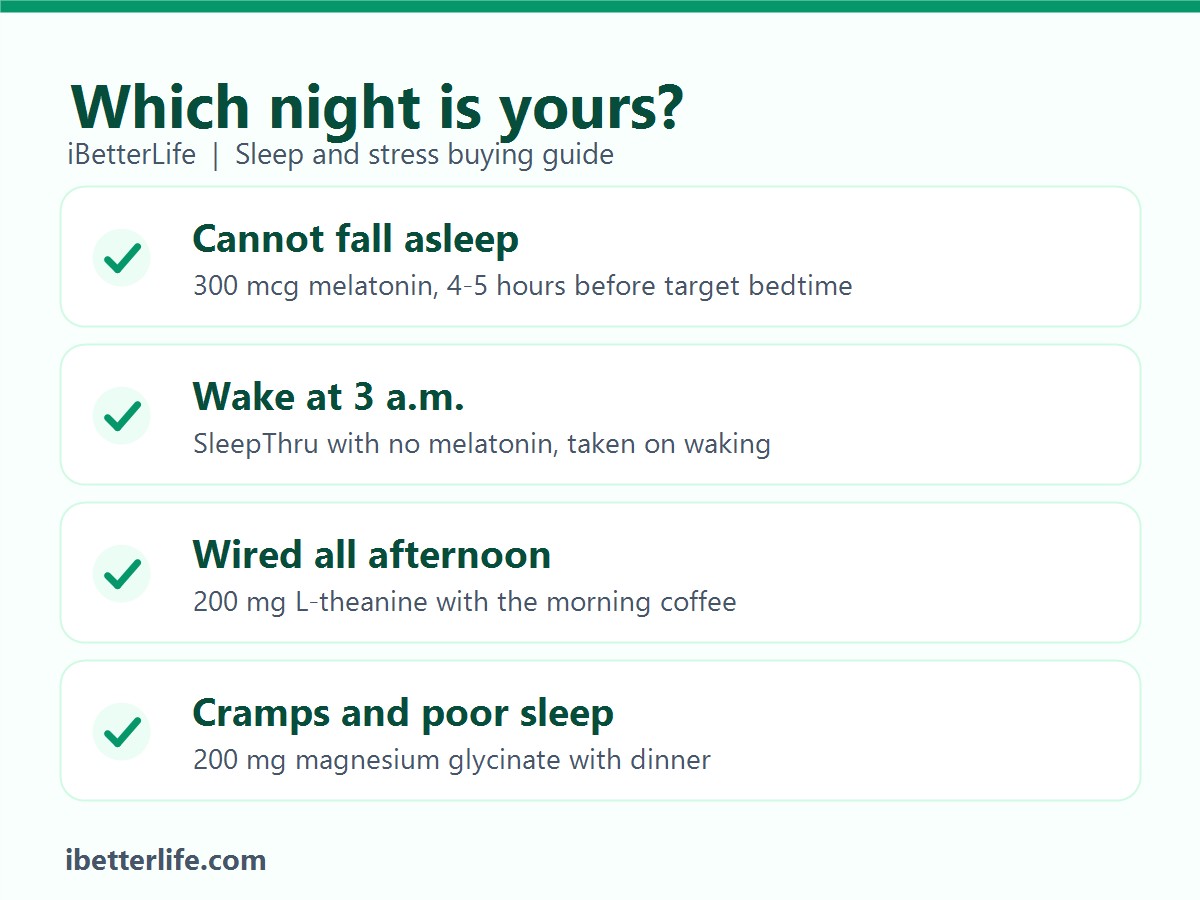 Which night is yours?
iBetterLife | Sleep and stress buying guide
Cannot fall asleep
300 mcg melatonin, 4-5 hours before target bedtime
Wake at 3 a.m.
SleepThru with no melatonin, taken on waking
Wired all afternoon
200 mg L-theanine with the morning coffee
Cramps and poor sleep
200 mg magnesium glycinate with dinner
ibetterlife.com